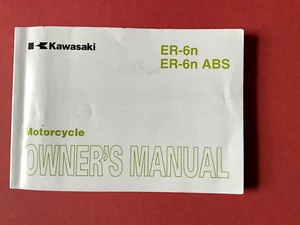 Kawasaki
ER-6n
ER-6n ABS
Motorcycle
OWNER'S MANUAL